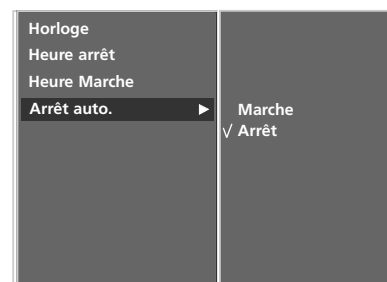 Horloge
Heure arrêt
Heure Marche
Arrêt auto. ▶
Marche
√ Arrêt